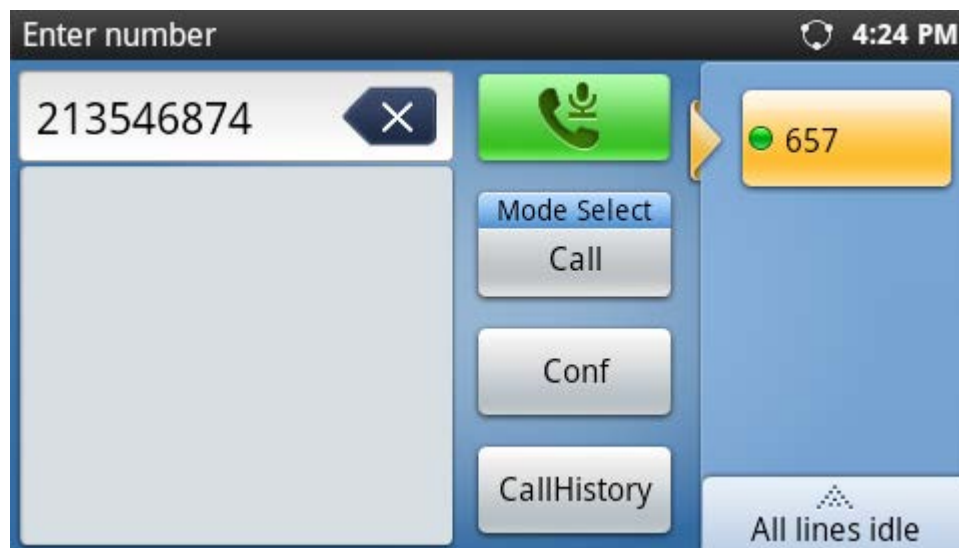 Enter number
4:24 PM
213546874
657
Mode Select
Call
Conf
CallHistory
All lines idle